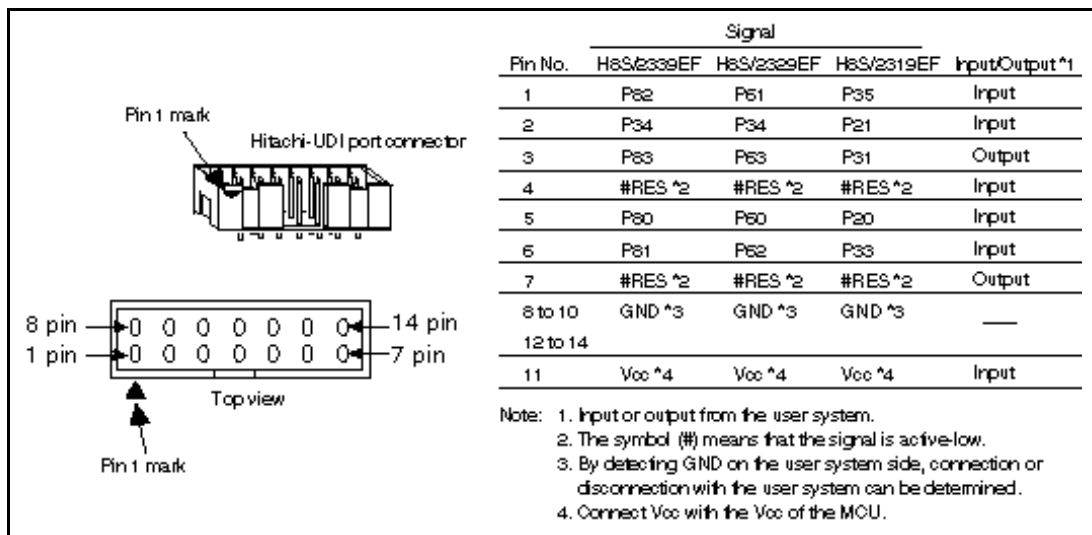 Pin 1 mark
Hitachi-UDI port connector
8 pin
14 pin
1 pin
7 pin
Top view
Pin 1 mark
Signal
Pin No. H8S/2339EF H8S/2329EF H8S/2319EF Input/Output *1
1 P82 P61 P35 Input
2 P34 P34 P21 Input
3 P83 P63 P31 Output
4 #RES *2 #RES *2 #RES *2 Input
5 P80 P60 P20 Input
6 P81 P62 P33 Input
7 #RES *2 #RES *2 #RES *2 Output
8 to 10 GND *3 GND *3 GND *3 —
12 to 14
11 Vcc *4 Vcc *4 Vcc *4 Input
Note: 1. Input or output from the user system.
2. The symbol (#) means that the signal is active-low.
3. By detecting GND on the user system side, connection or
disconnection with the user system can be determined.
4. Connect Vcc with the Vcc of the MCU.